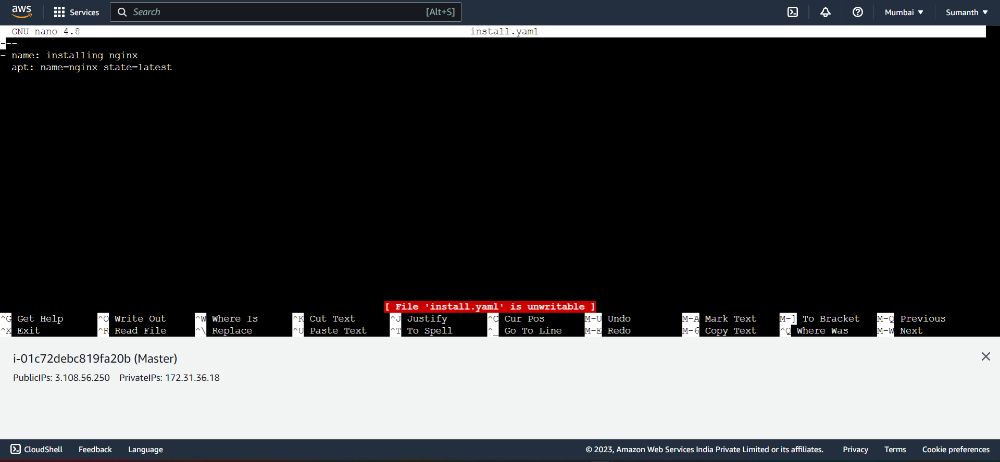 aws Services Search [Alt+S] Mumbai ▼ Sumanth ▼
GNU nano 4.8 install.yaml
---
- name: installing nginx
  apt: name=nginx state=latest
[ File 'install.yaml' is unwritable ]
^G Get Help ^O Write Out ^W Where Is ^K Cut Text ^J Justify ^C Cur Pos M-U Undo M-A Mark Text M-] To Bracket M-Q Previous
^X Exit ^R Read File ^\ Replace ^U Paste Text ^T To Spell ^_ Go To Line M-E Redo M-6 Copy Text ^Q Where Was M-W Next
i-01c72debc819fa20b (Master)
PublicIPs: 3.108.56.250 PrivateIPs: 172.31.36.18
CloudShell Feedback Language © 2023, Amazon Web Services India Private Limited or its affiliates. Privacy Terms Cookie preferences